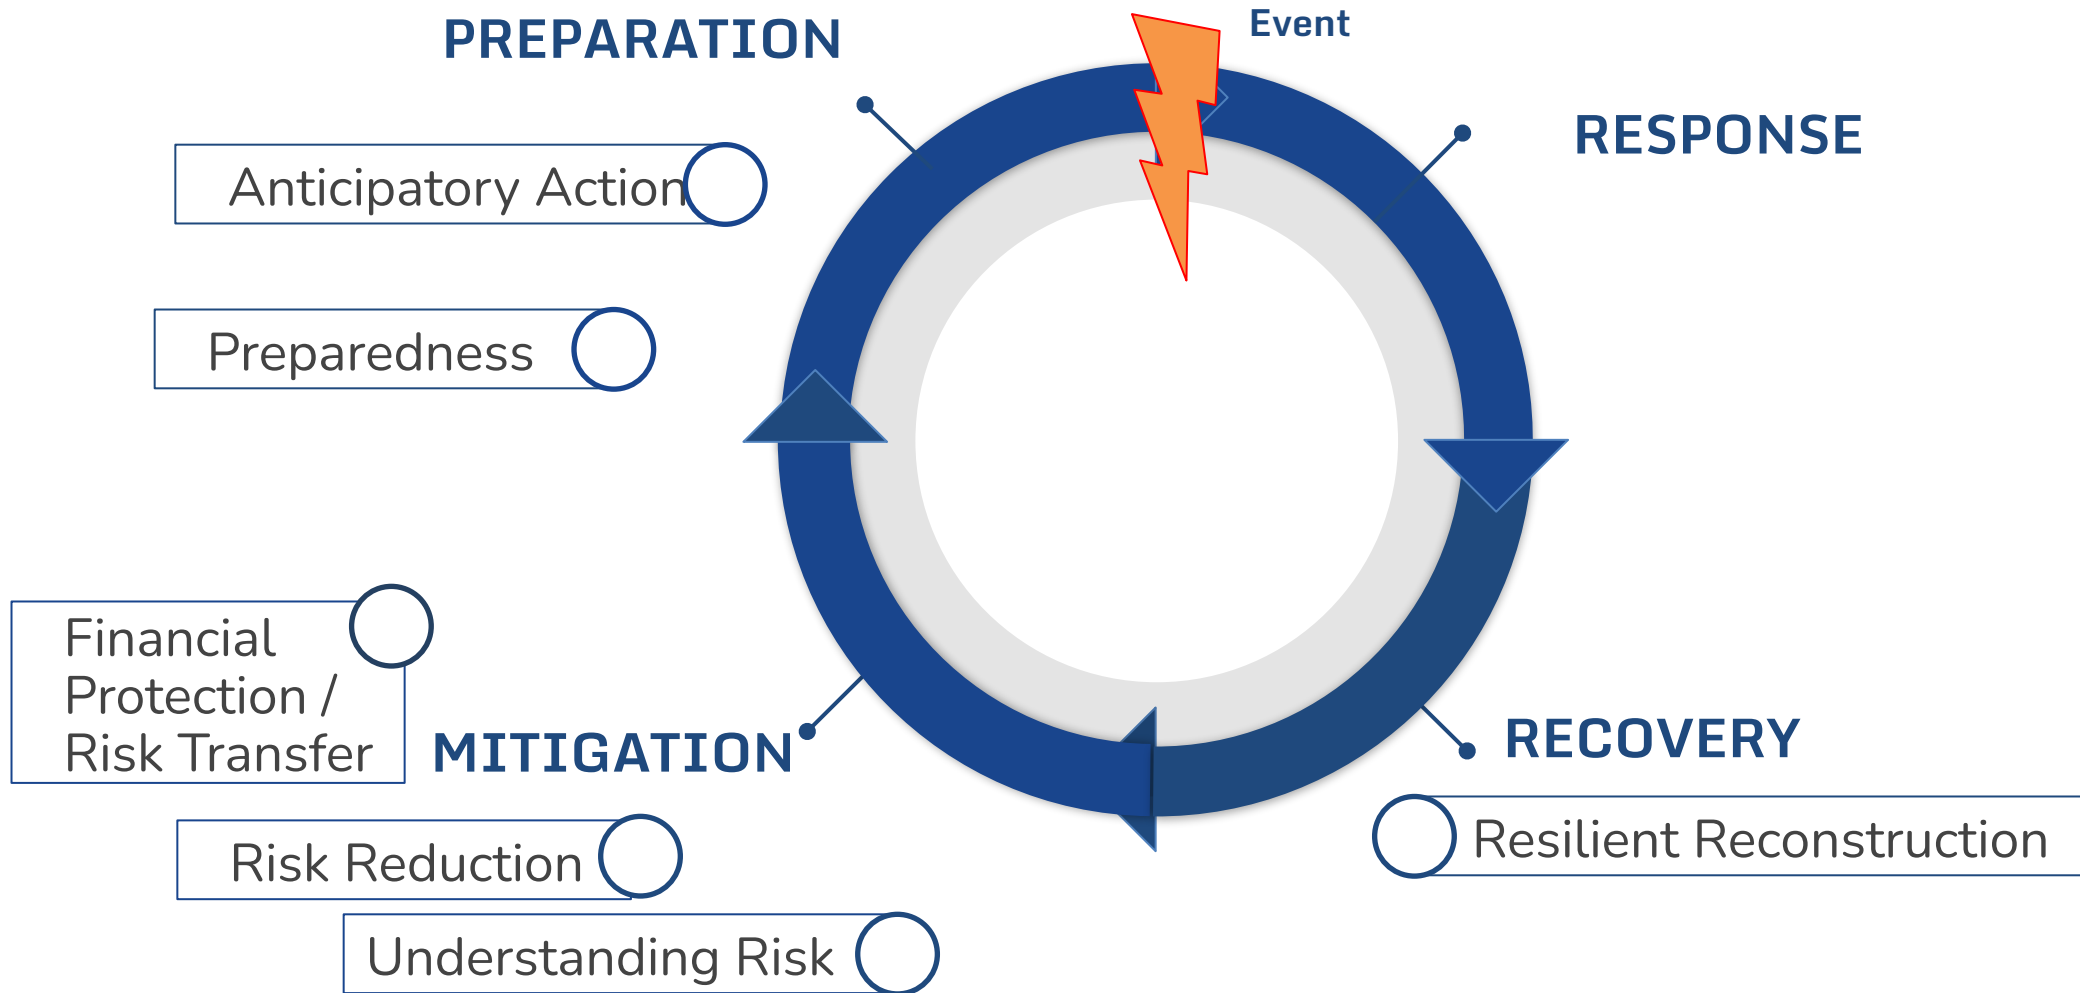 PREPARATION
Event
RESPONSE
Anticipatory Action
Preparedness
Financial
Protection /
Risk Transfer
MITIGATION
RECOVERY
Risk Reduction
Resilient Reconstruction
Understanding Risk